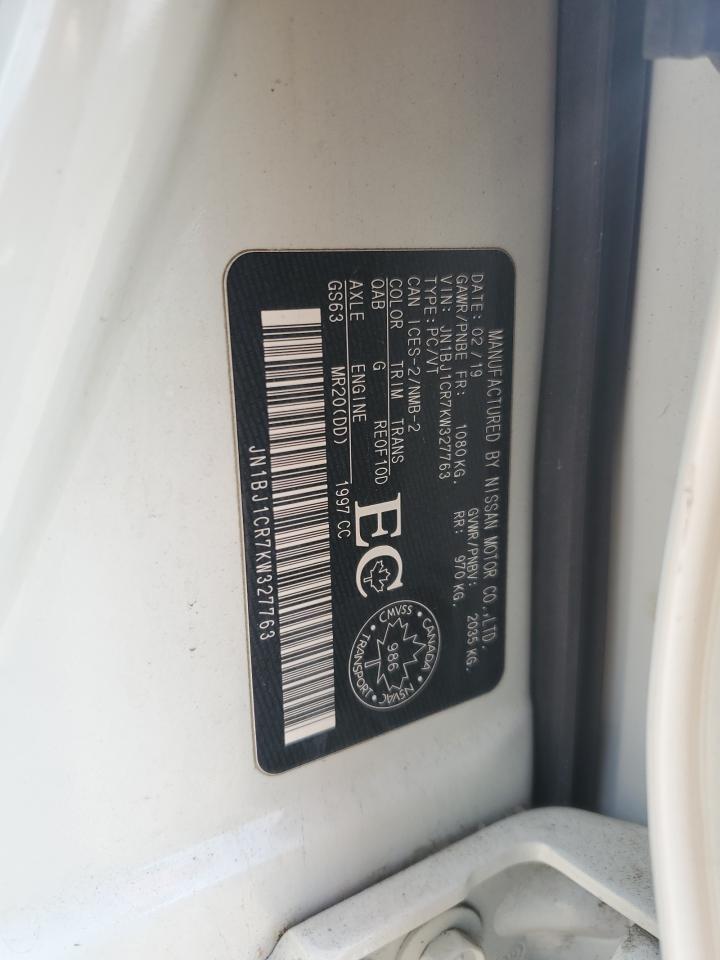 MANUFACTURED BY NISSAN MOTOR CO.,LTD.
DATE: 02/19 GVWR/PNBV: 2035 KG.
GAWR/PNBE FR: 1080 KG. RR: 970 KG.
VIN: JN1BJ1CR7KW327763
TYPE: PC/VT
CAN ICES-2/NMB-2
COLOR TRIM TRANS
QAB G RE0F10D
AXLE ENGINE
GS63 MR20(DD) 1997 CC
EC
CMVSS • CANADA • NSVAC • TRANSPORT •
986
JN1BJ1CR7KW327763